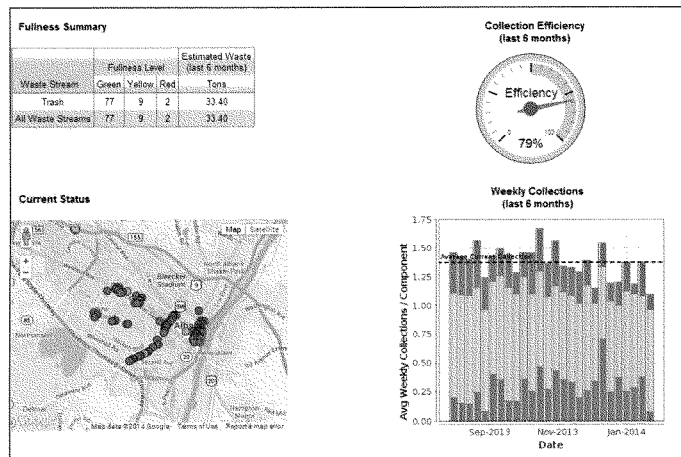 Fullness Summary
Waste Stream Fullness Level Estimated Waste (last 6 months)
Green Yellow Red Tons
Trash 77 9 2 33.40
All Waste Streams 77 9 2 33.40
Collection Efficiency
(last 6 months)
Efficiency
0 100
79%
Current Status
Map Satellite
Bleecker
Stadium
Map data ©2014 Google Terms of Use Report a map error
Weekly Collections
(last 6 months)
Avg Weekly Collections / Component
1.75
1.50
Average Current Collection
1.25
1.00
0.75
0.50
0.25
0.00
Sep-2013 Nov-2013 Jan-2014
Date